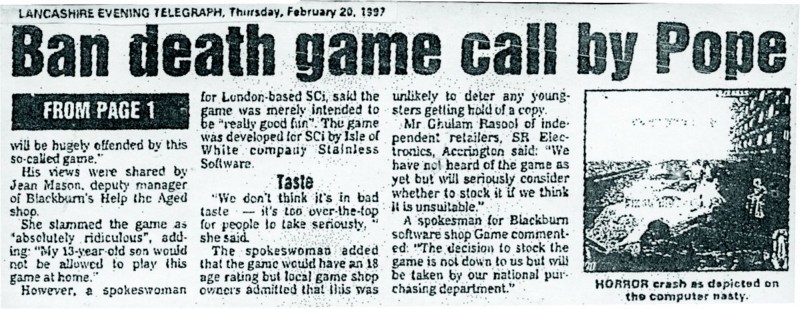 LANCASHIRE EVENING TELEGRAPH, Thursday, February 20, 1997
Ban death game call by Pope
FROM PAGE 1
will be hugely offended by this
so-called game."
His views were shared by
Jean Mason, deputy manager
of Blackburn's Help the Aged
shop.
She slammed the game as
"absolutely ridiculous", add-
ing: "My 13-year-old son would
not be allowed to play this
game at home."
However, a spokeswoman
for London-based SCi, said the
game was merely intended to
be "really good fun". The game
was developed for SCi by Isle of
White company Stainless
Software.
Taste
"We don't think it's in bad
taste — it's too over-the-top
for people to take seriously,"
she said.
The spokeswoman added
that the game would have an 18
age rating but local game shop
owners admitted that this was
unlikely to deter any young-
sters getting hold of a copy.
Mr Ghulam Rasool of inde-
pendent retailers, SR Elec-
tronics, Accrington said: "We
have not heard of the game as
yet but will seriously consider
whether to stock it if we think
it is unsuitable."
A spokesman for Blackburn
software shop Game comment-
ed: "The decision to stock the
game is not down to us but will
be taken by our national pur-
chasing department."
HORROR crash as depicted on
the computer nasty.